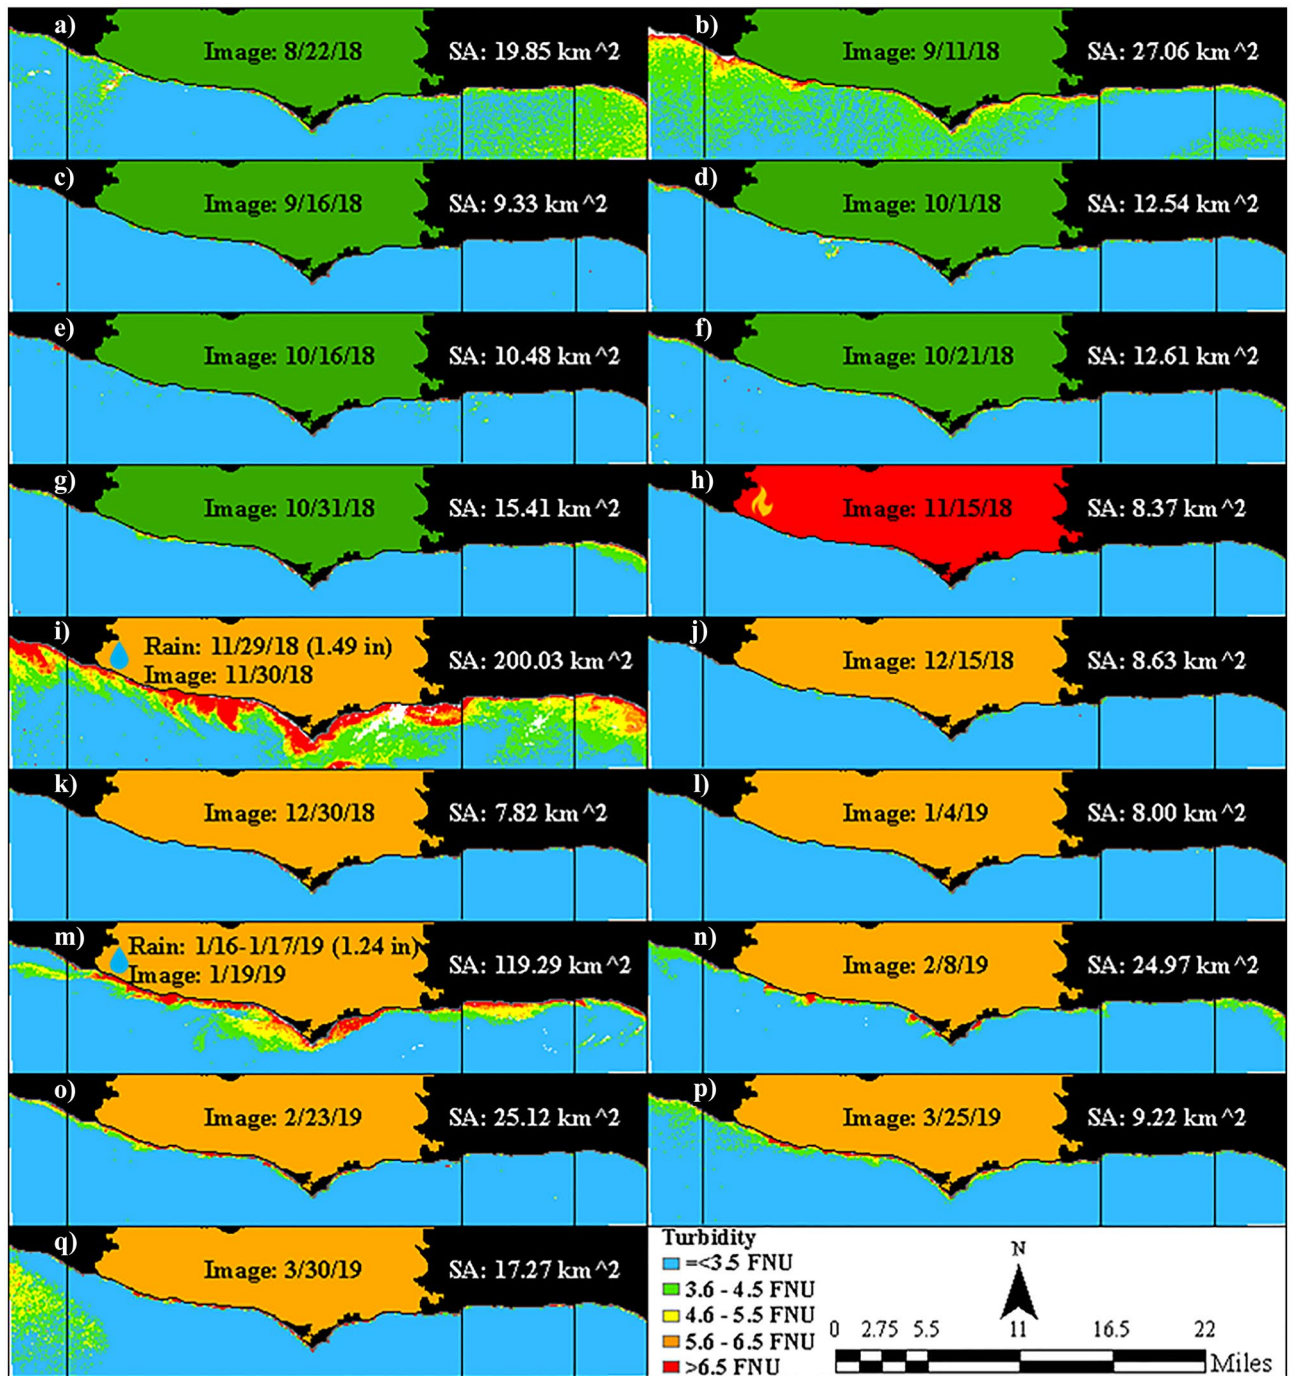 a) Image: 8/22/18 SA: 19.85 km^2
b) Image: 9/11/18 SA: 27.06 km^2
c) Image: 9/16/18 SA: 9.33 km^2
d) Image: 10/1/18 SA: 12.54 km^2
e) Image: 10/16/18 SA: 10.48 km^2
f) Image: 10/21/18 SA: 12.61 km^2
g) Image: 10/31/18 SA: 15.41 km^2
h) Image: 11/15/18 SA: 8.37 km^2
i) Rain: 11/29/18 (1.49 in)
Image: 11/30/18 SA: 200.03 km^2
j) Image: 12/15/18 SA: 8.63 km^2
k) Image: 12/30/18 SA: 7.82 km^2
l) Image: 1/4/19 SA: 8.00 km^2
m) Rain: 1/16-1/17/19 (1.24 in)
Image: 1/19/19 SA: 119.29 km^2
n) Image: 2/8/19 SA: 24.97 km^2
o) Image: 2/23/19 SA: 25.12 km^2
p) Image: 3/25/19 SA: 9.22 km^2
q) Image: 3/30/19 SA: 17.27 km^2
Turbidity
=<3.5 FNU
3.6 - 4.5 FNU
4.6 - 5.5 FNU
5.6 - 6.5 FNU
>6.5 FNU
N
0 2.75 5.5 11 16.5 22
Miles